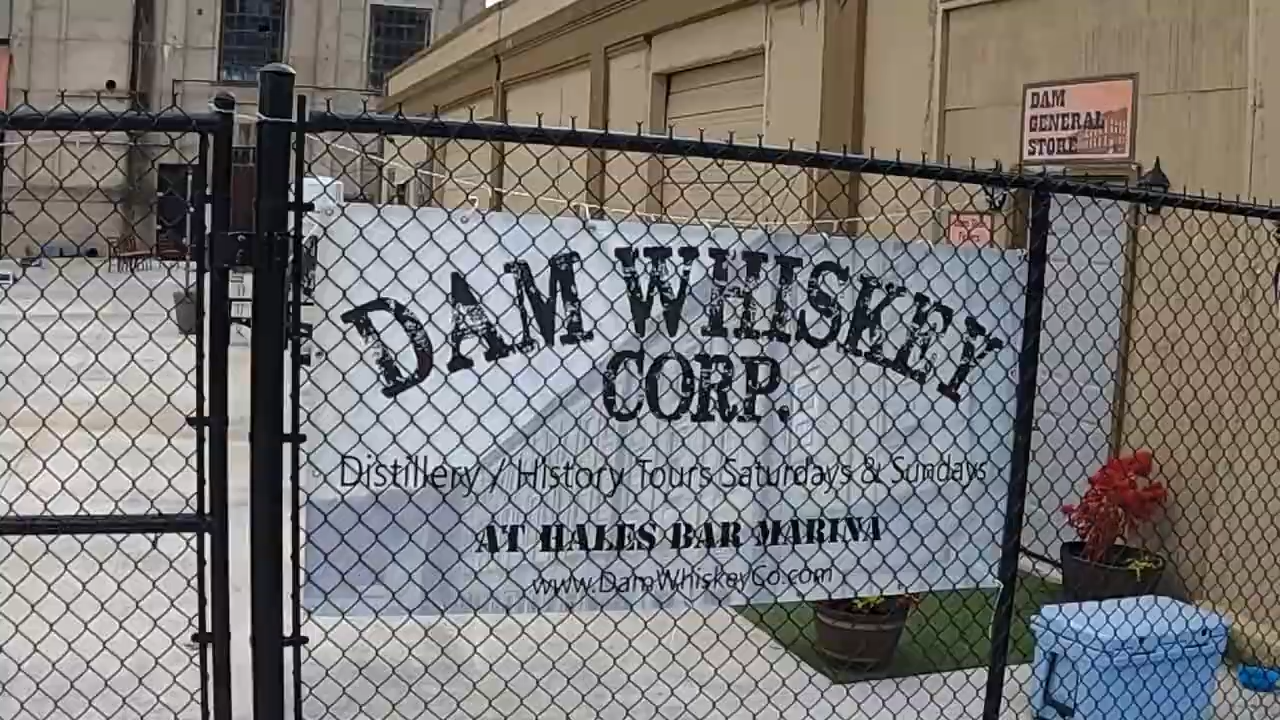 DAM
GENERAL
STORE
DAM WHISKEY
CORP.
Distillery / History Tours Saturdays & Sundays
AT HALES BAR MARINA
www.DamWhiskeyCo.com